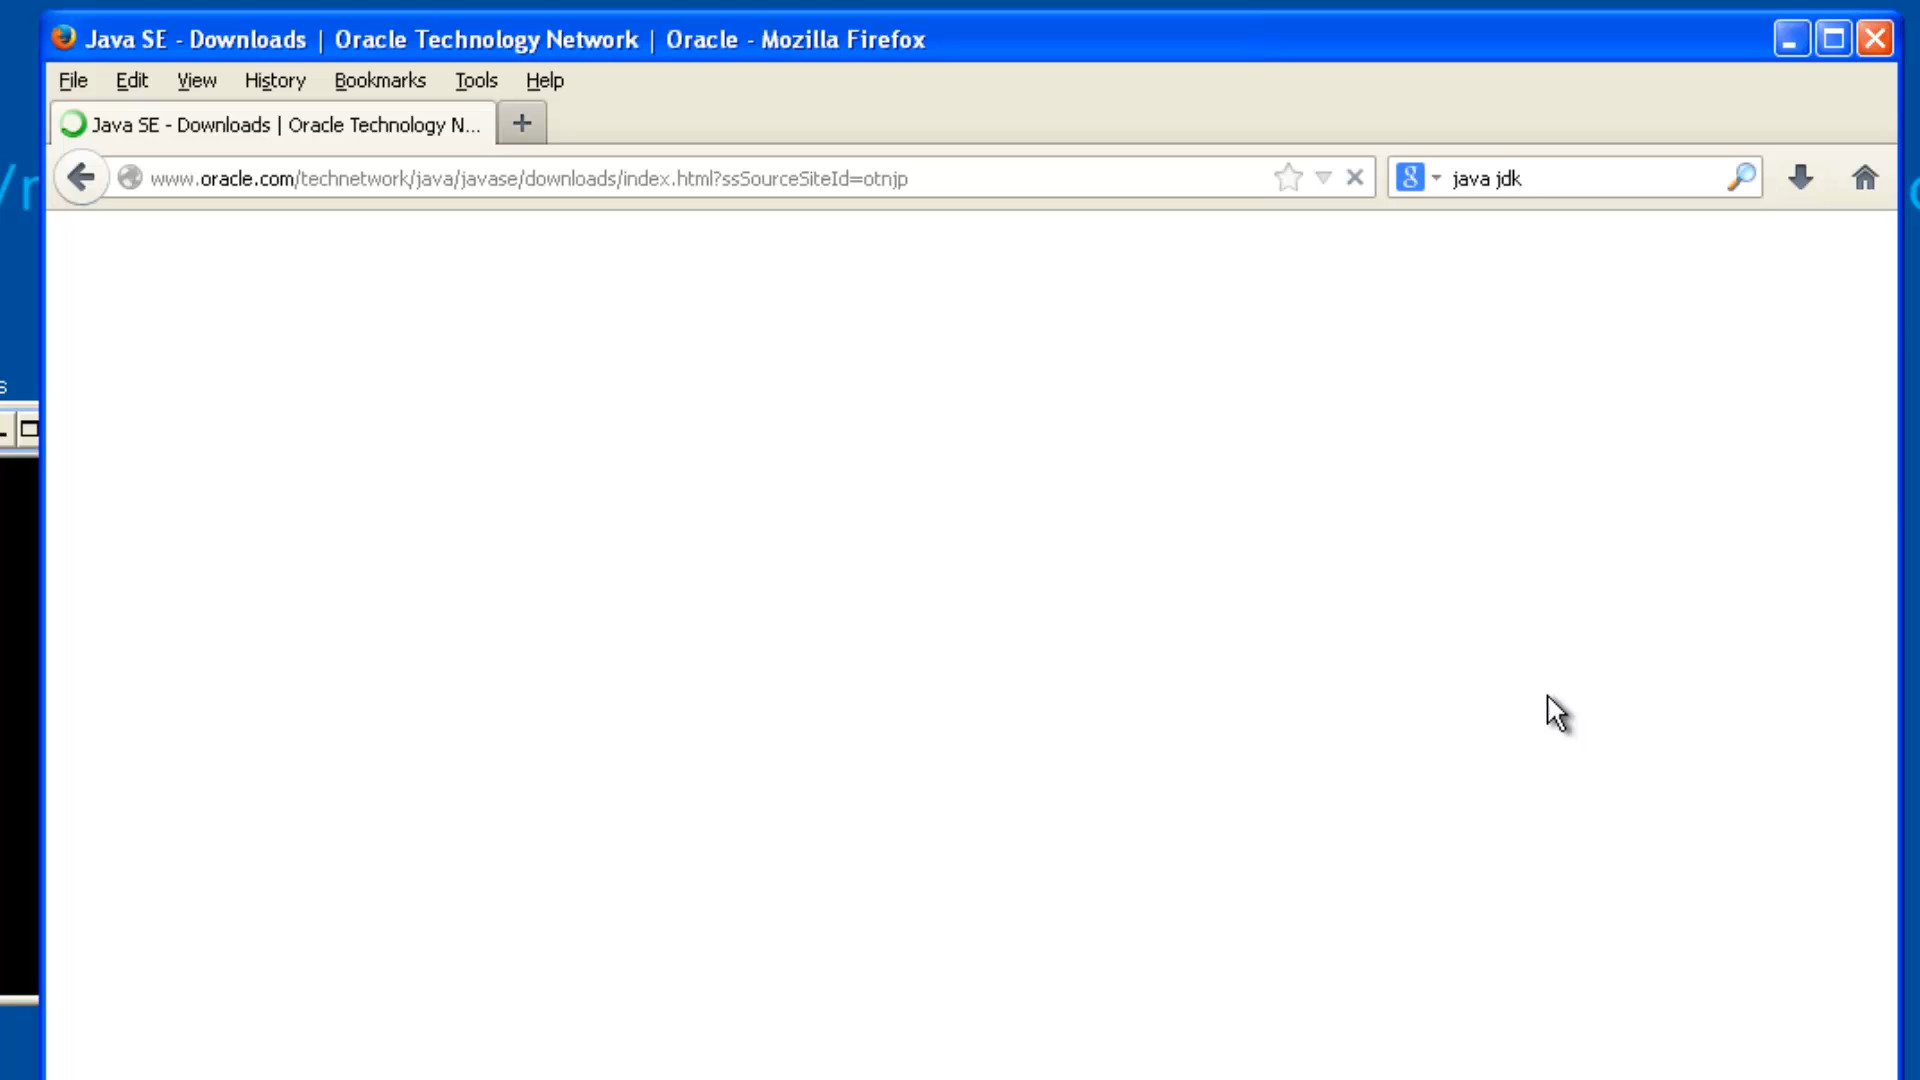 Java SE - Downloads | Oracle Technology Network | Oracle - Mozilla Firefox
File Edit View History Bookmarks Tools Help
Java SE - Downloads | Oracle Technology N...
www.oracle.com/technetwork/java/javase/downloads/index.html?ssSourceSiteId=otnjp
java jdk